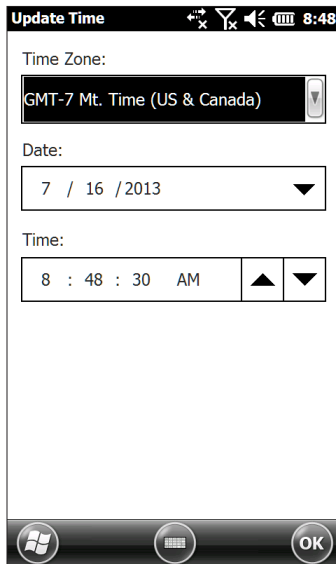 Update Time 8:48
Time Zone:
GMT-7 Mt. Time (US & Canada)
Date:
7 / 16 / 2013
Time:
8 : 48 : 30 AM
OK